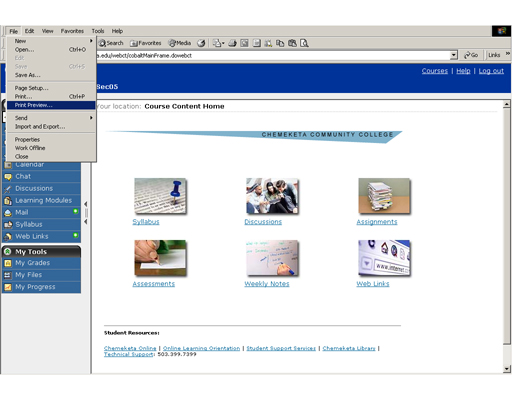 File Edit View Favorites Tools Help
New
Open... Ctrl+O
Edit
Save Ctrl+S
Save As...
Page Setup...
Print... Ctrl+P
Print Preview...
Send
Import and Export...
Properties
Work Offline
Close
Search Favorites Media
a.edu/webct/cobaltMainFrame.dowebct
Go Links »
Courses | Help | Log out
Sec05
Your location: Course Content Home
CHEMEKETA COMMUNITY COLLEGE
Calendar
Chat
Discussions
Learning Modules
Mail
Syllabus
Web Links
My Tools
My Grades
My Files
My Progress
Syllabus
Discussions
Assignments
www.internet
Assessments
Weekly Notes
Web Links
Student Resources:
Chemeketa Online | Online Learning Orientation | Student Support Services | Chemeketa Library |
Technical Support: 503.399.7399